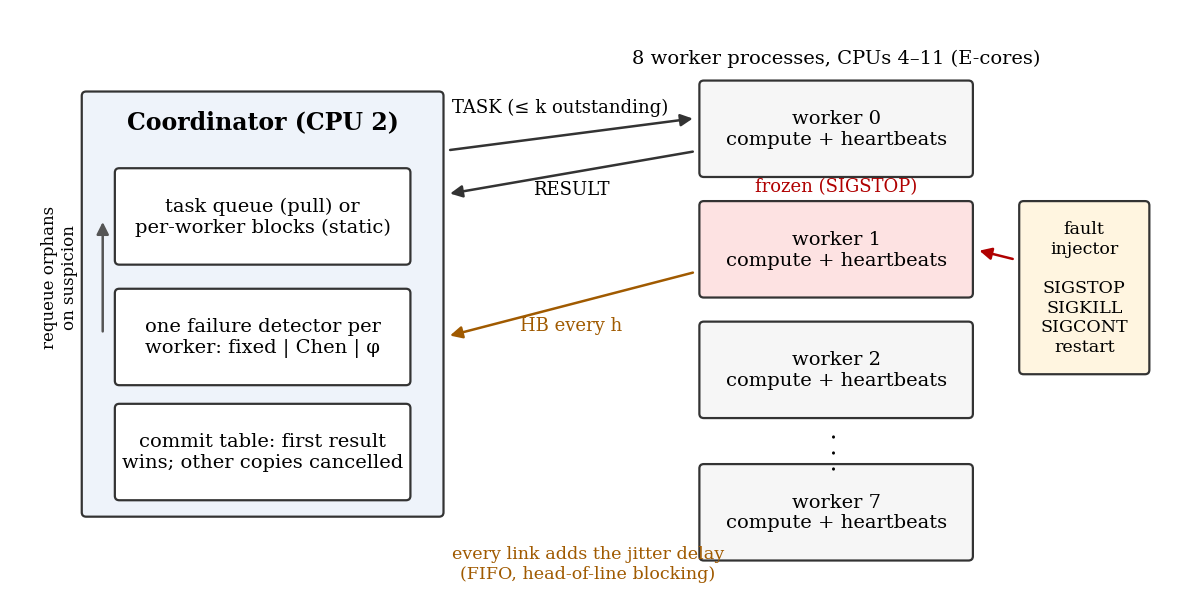 8 worker processes, CPUs 4–11 (E-cores)
Coordinator (CPU 2)
task queue (pull) or
per-worker blocks (static)
one failure detector per
worker: fixed | Chen | φ
commit table: first result
wins; other copies cancelled
requeue orphans
on suspicion
TASK (≤ k outstanding)
RESULT
HB every h
worker 0
compute + heartbeats
frozen (SIGSTOP)
worker 1
compute + heartbeats
worker 2
compute + heartbeats
. . .
worker 7
compute + heartbeats
fault
injector
SIGSTOP
SIGKILL
SIGCONT
restart
every link adds the jitter delay
(FIFO, head-of-line blocking)